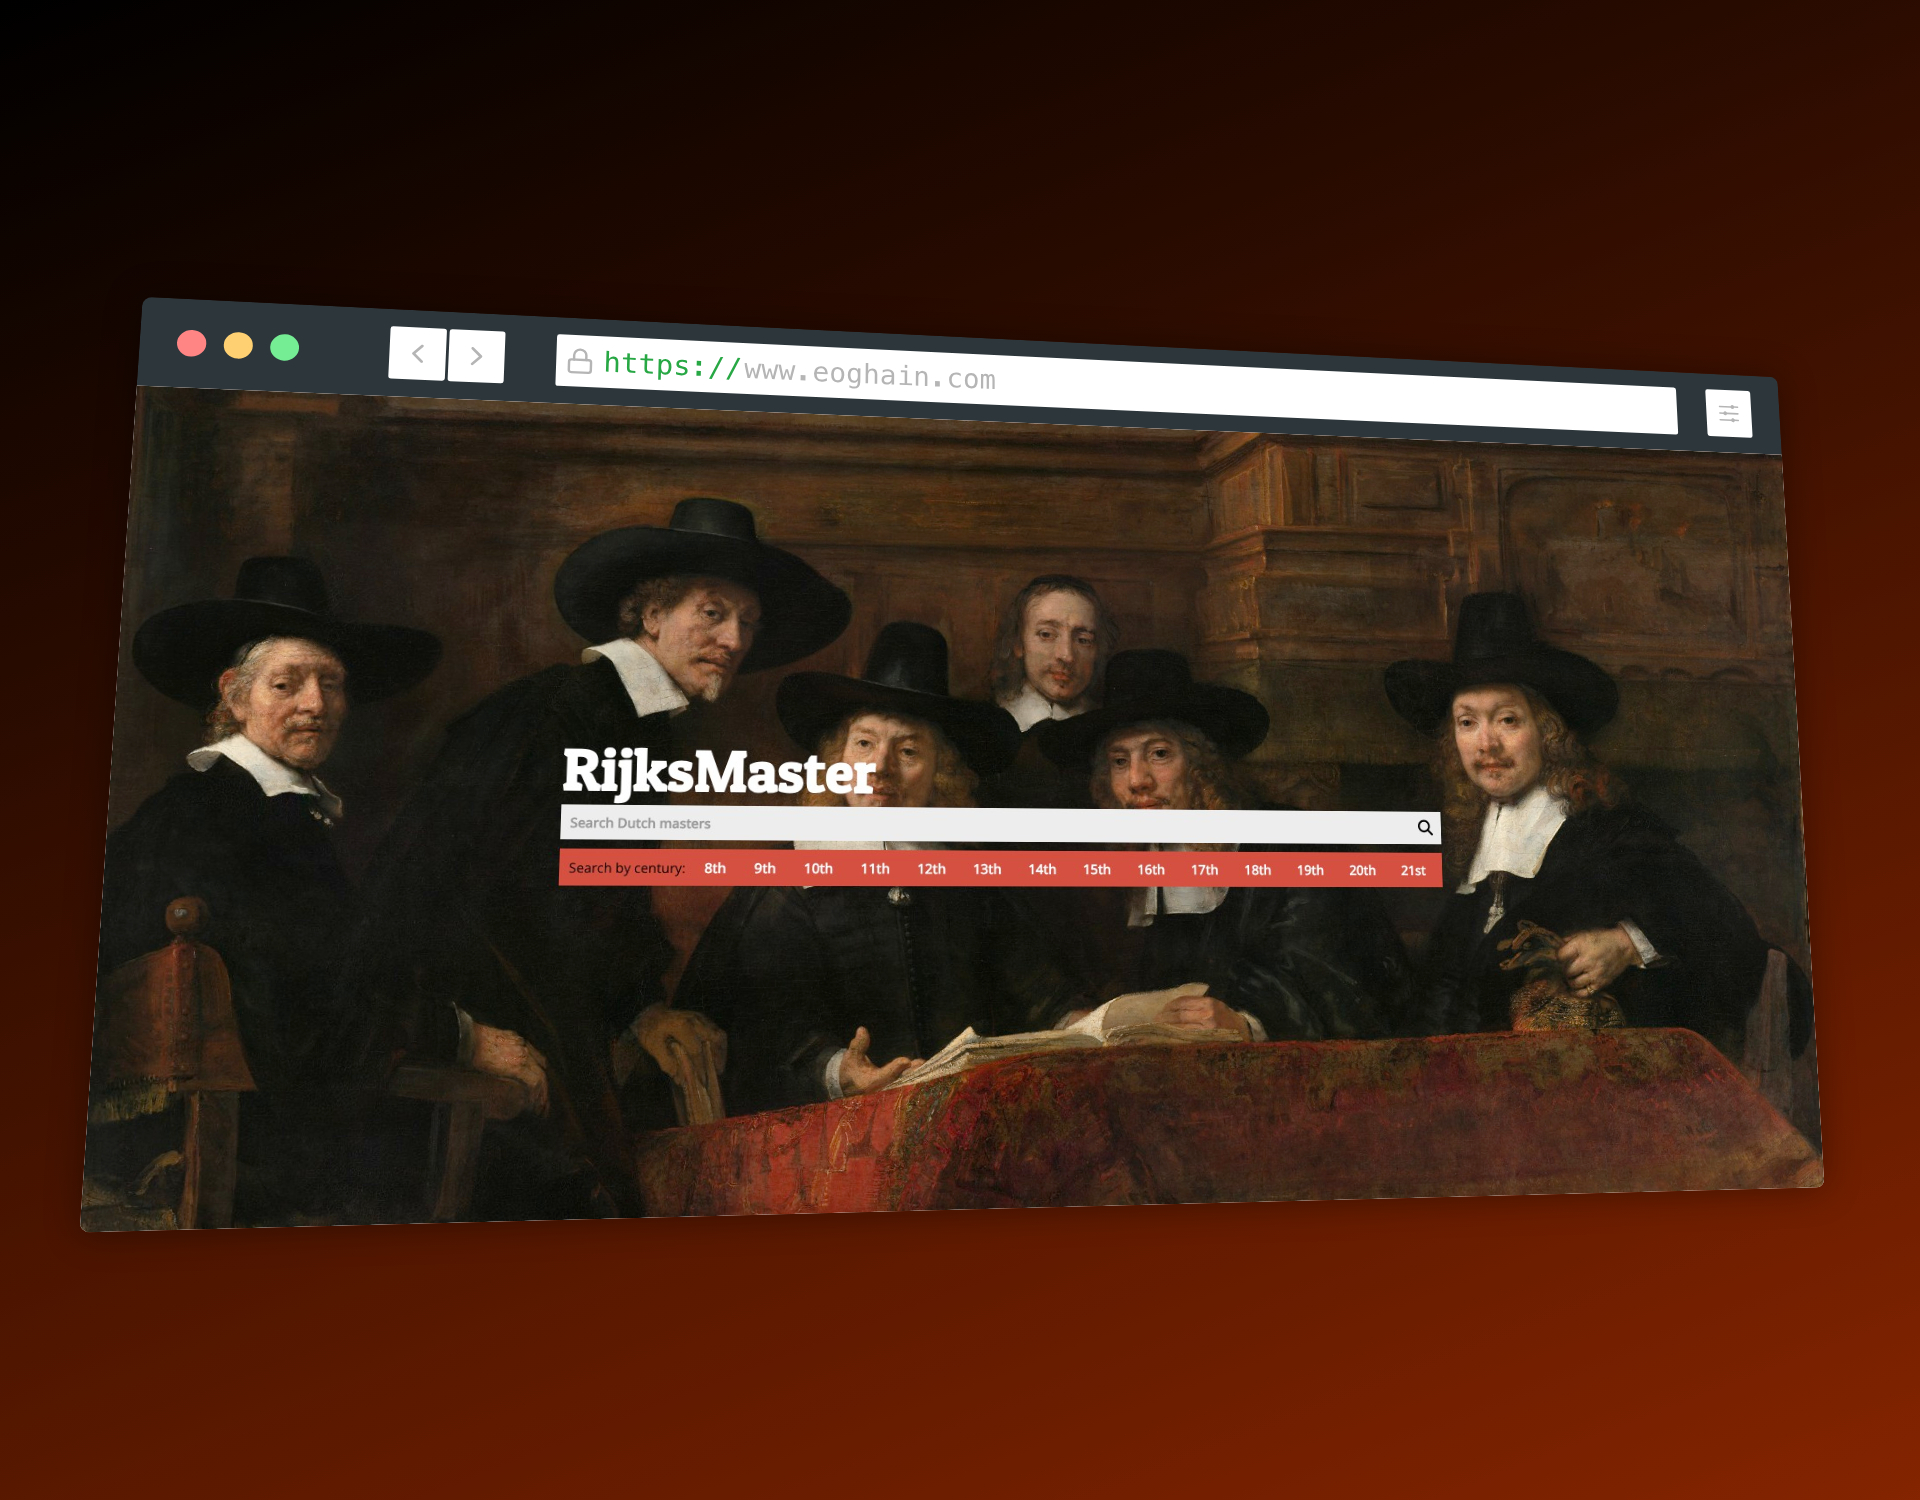 https://www.eoghain.com
RijksMaster
Search Dutch masters
Search by century: 8th 9th 10th 11th 12th 13th 14th 15th 16th 17th 18th 19th 20th 21st